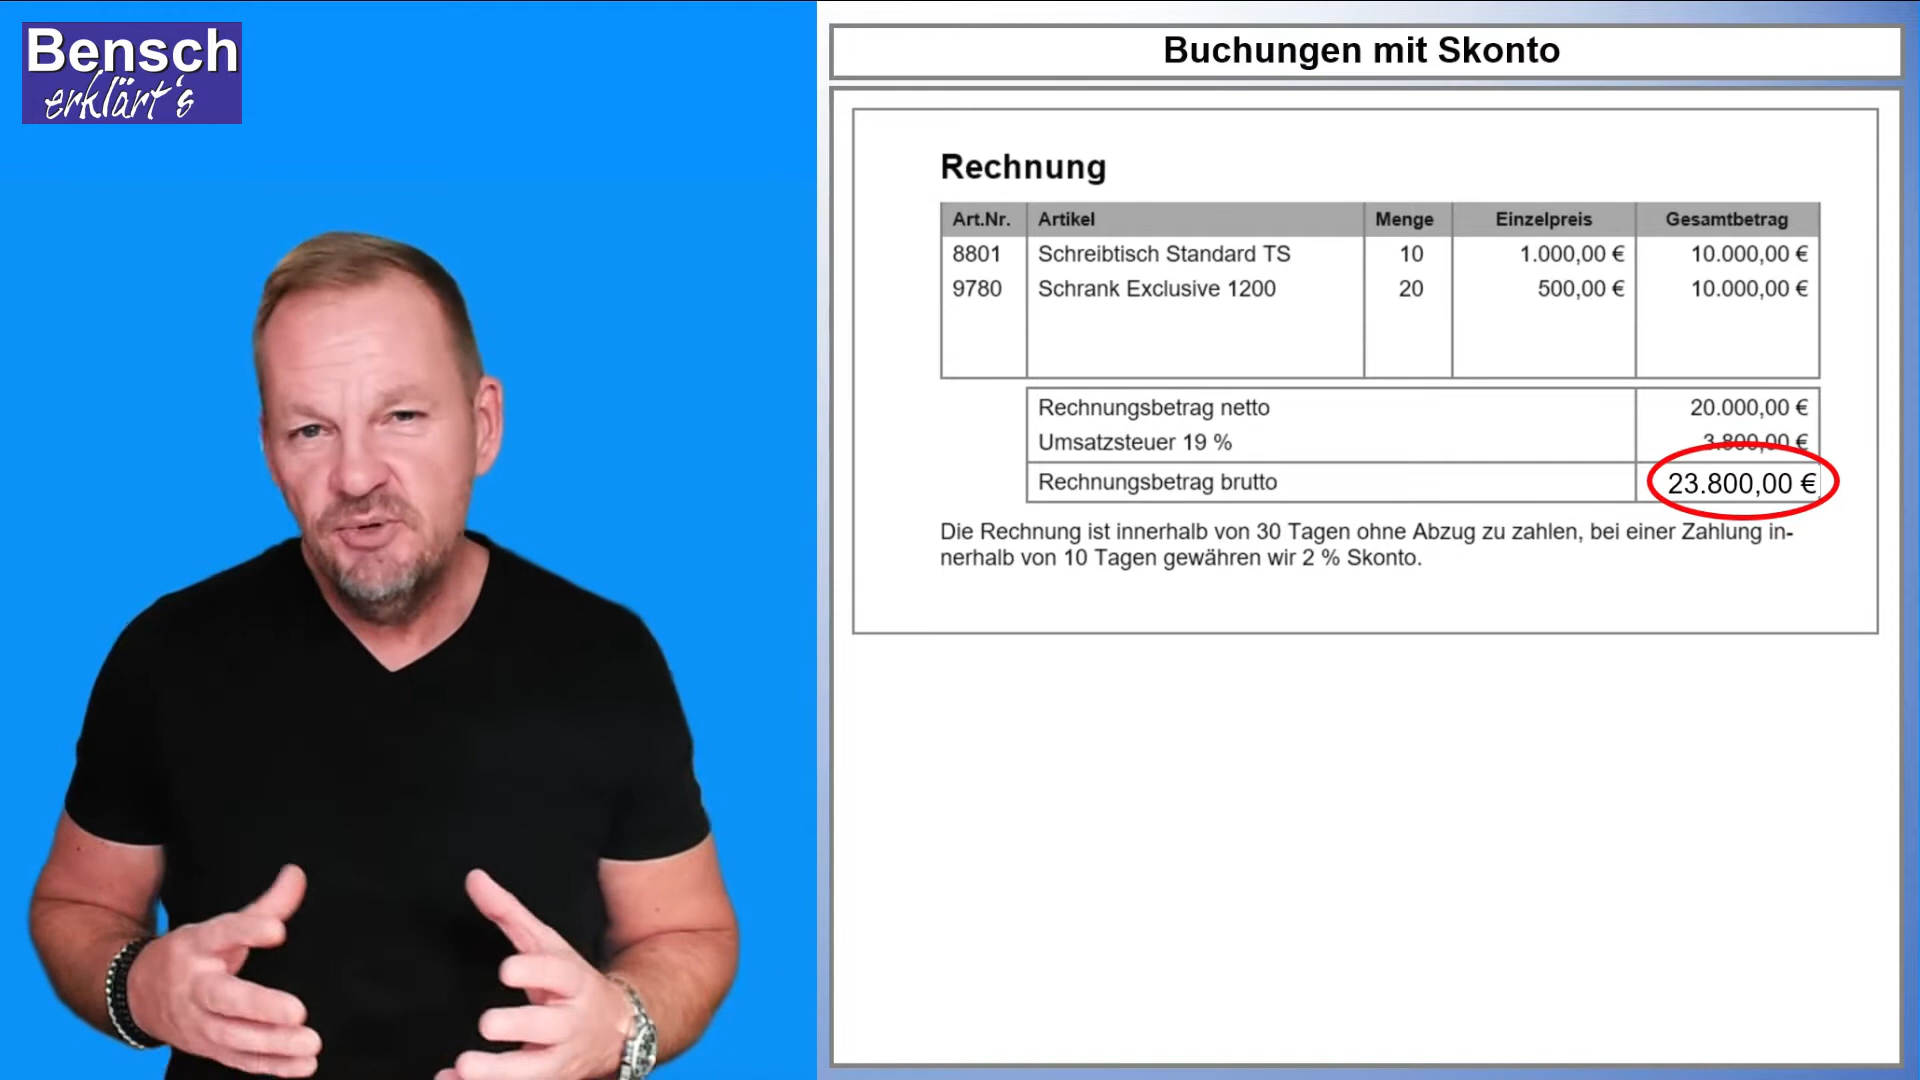 Bensch
erklärt's
Buchungen mit Skonto
Rechnung
Art.Nr. Artikel Menge Einzelpreis Gesamtbetrag
8801 Schreibtisch Standard TS 10 1.000,00 € 10.000,00 €
9780 Schrank Exclusive 1200 20 500,00 € 10.000,00 €
Rechnungsbetrag netto 20.000,00 €
Umsatzsteuer 19 % 3.800,00 €
Rechnungsbetrag brutto 23.800,00 €
Die Rechnung ist innerhalb von 30 Tagen ohne Abzug zu zahlen, bei einer Zahlung in-
nerhalb von 10 Tagen gewähren wir 2 % Skonto.